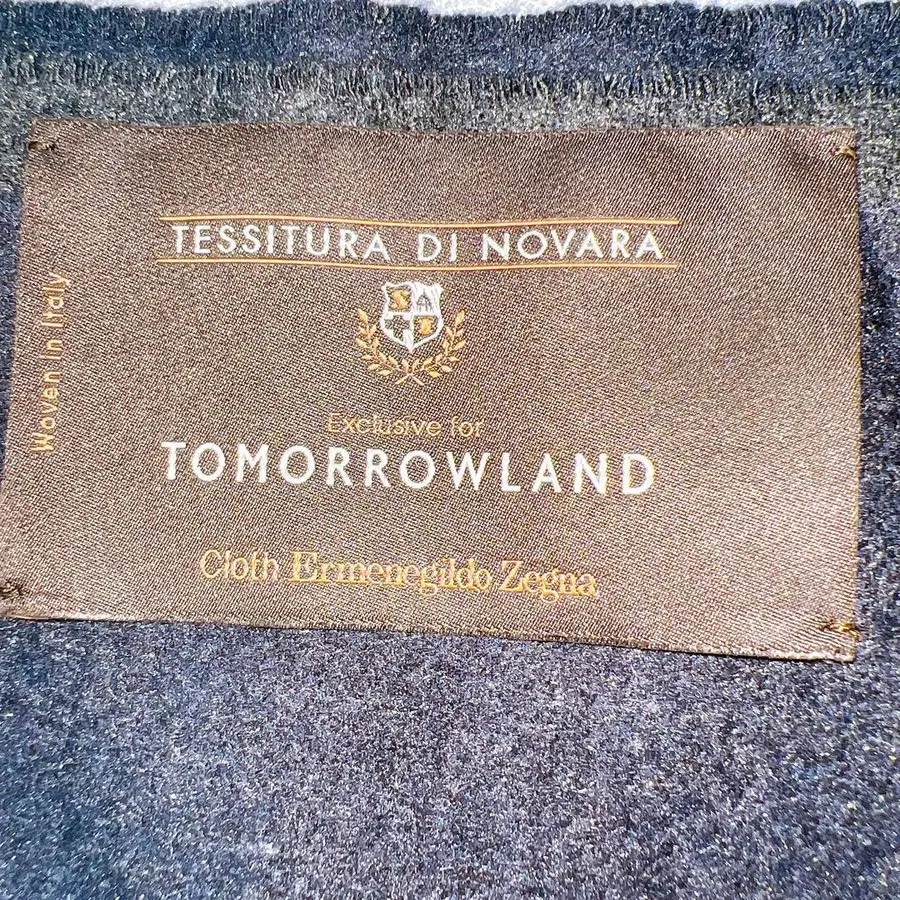 TESSITURA DI NOVARA
Exclusive for
TOMORROWLAND
Cloth Ermenegildo Zegna
Woven in Italy